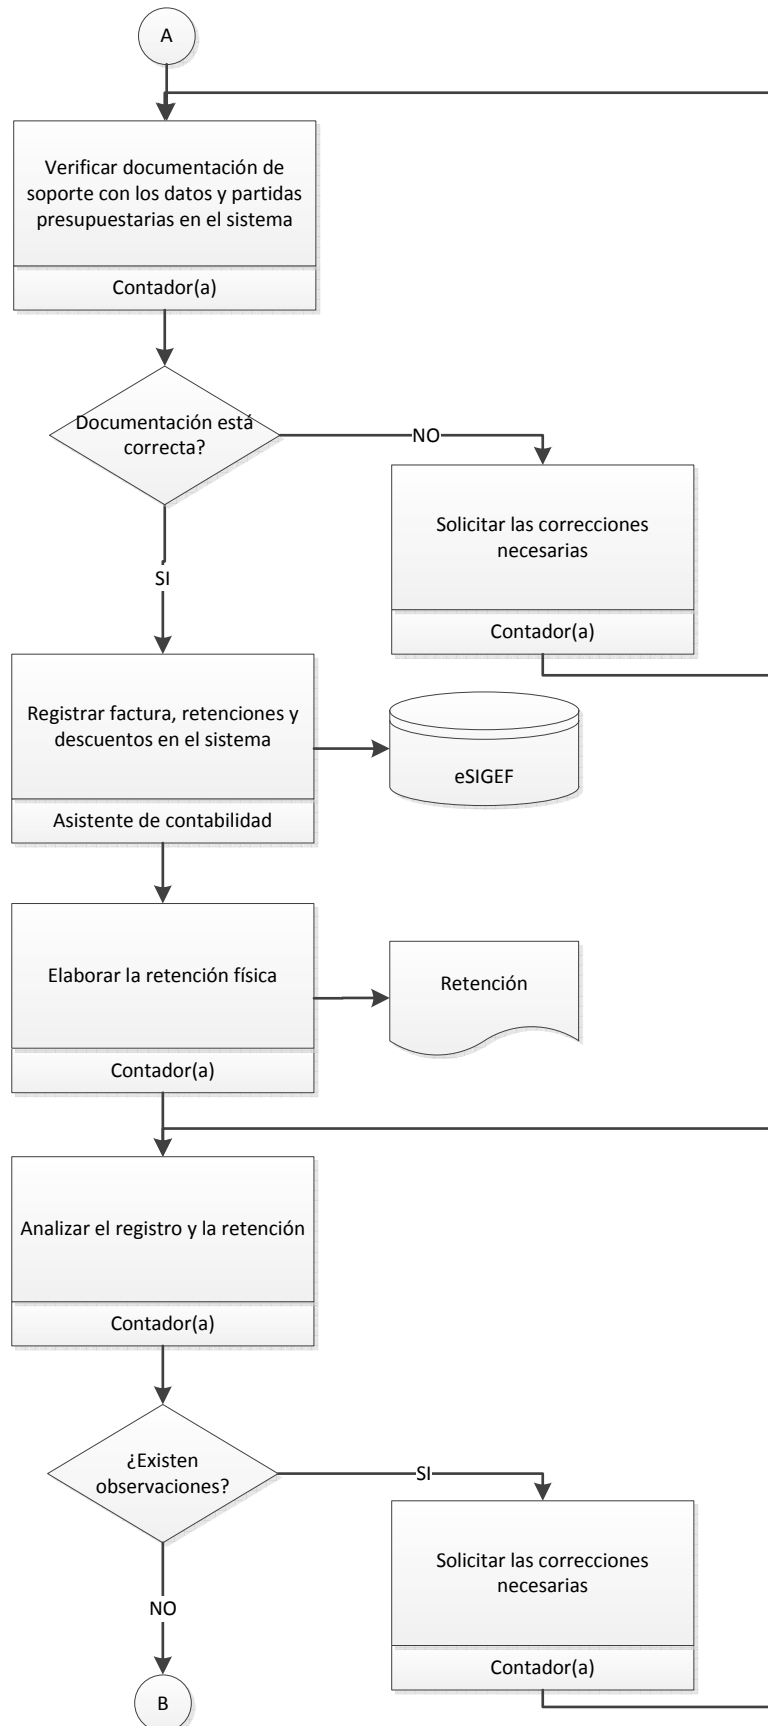 A
Verificar documentación de
soporte con los datos y partidas
presupuestarias en el sistema
Contador(a)
Documentación está
correcta?
NO
Solicitar las correcciones
necesarias
Contador(a)
SI
Registrar factura, retenciones y
descuentos en el sistema
Asistente de contabilidad
eSIGEF
Elaborar la retención física
Contador(a)
Retención
Analizar el registro y la retención
Contador(a)
¿Existen
observaciones?
SI
Solicitar las correcciones
necesarias
Contador(a)
NO
B